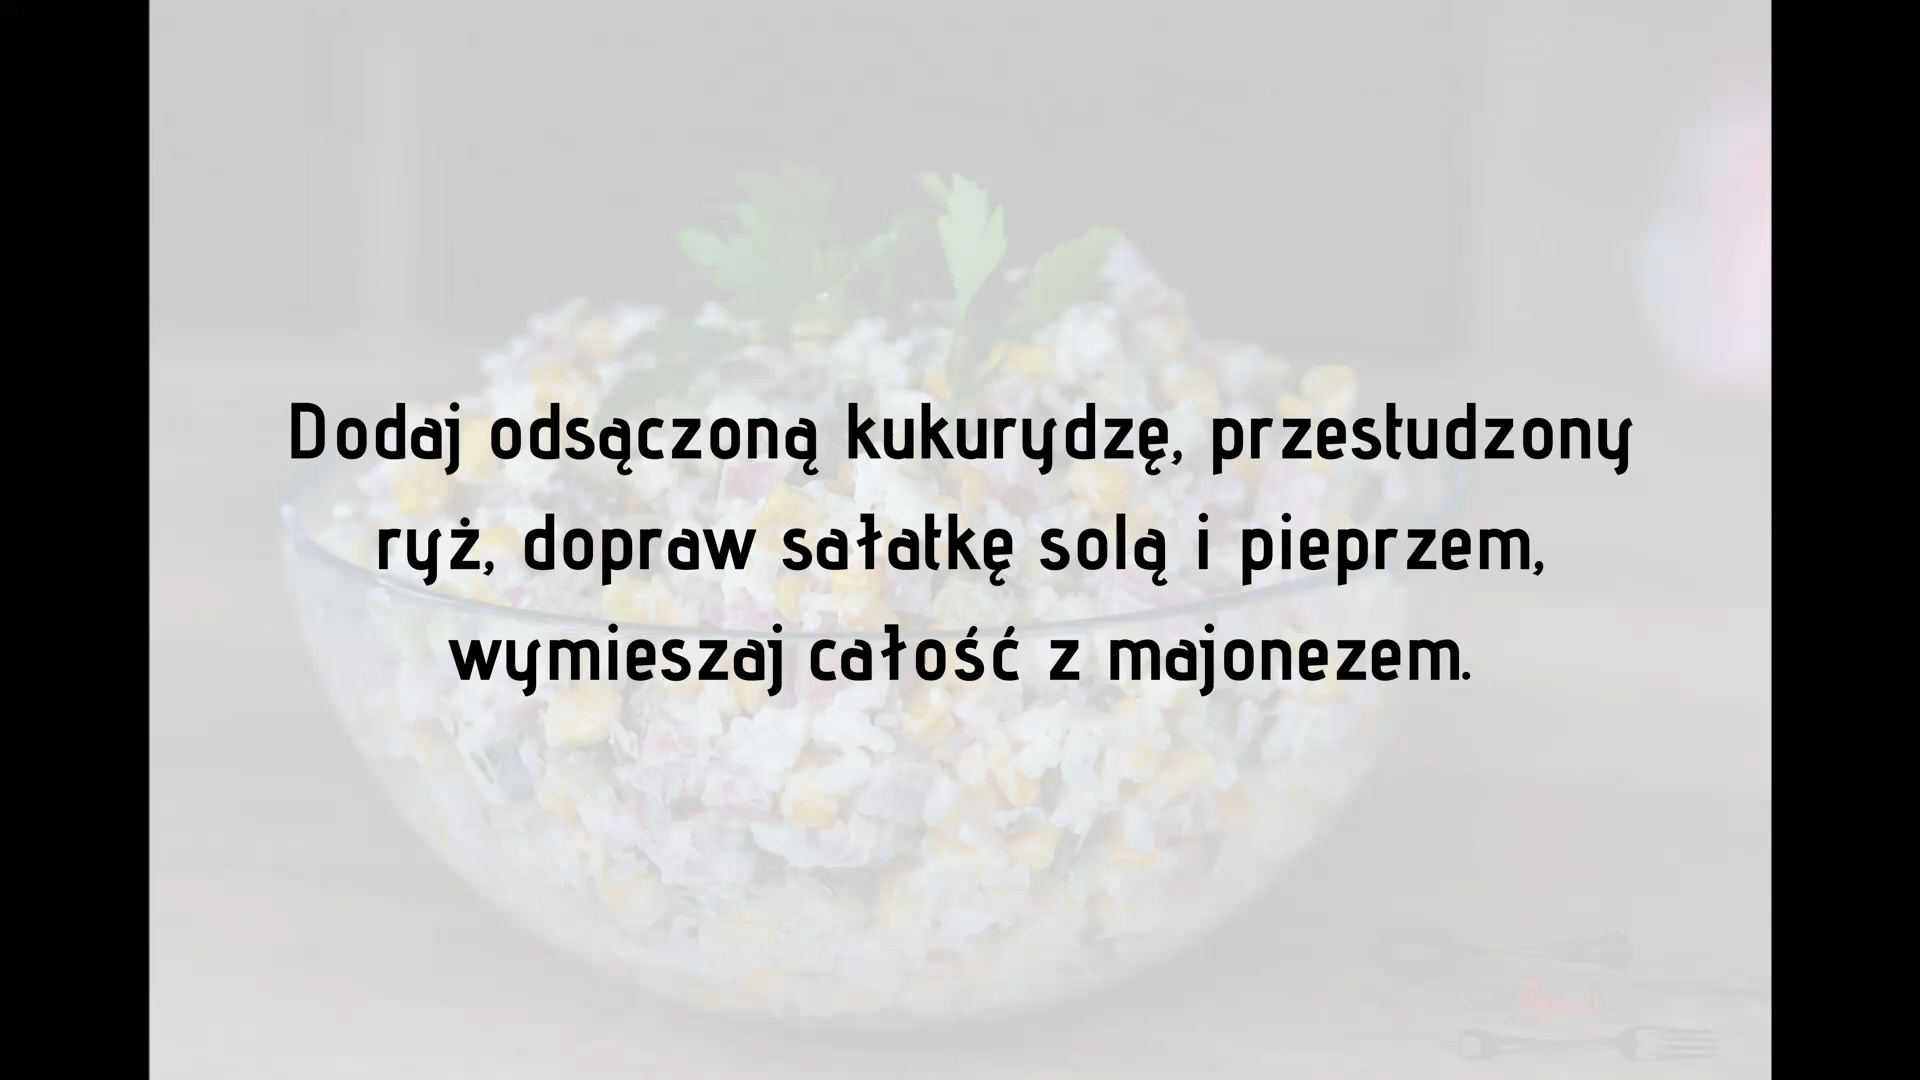 Dodaj odsączoną kukurydzę, przestudzony
ryż, dopraw sałatkę solą i pieprzem,
wymieszaj całość z majonezem.